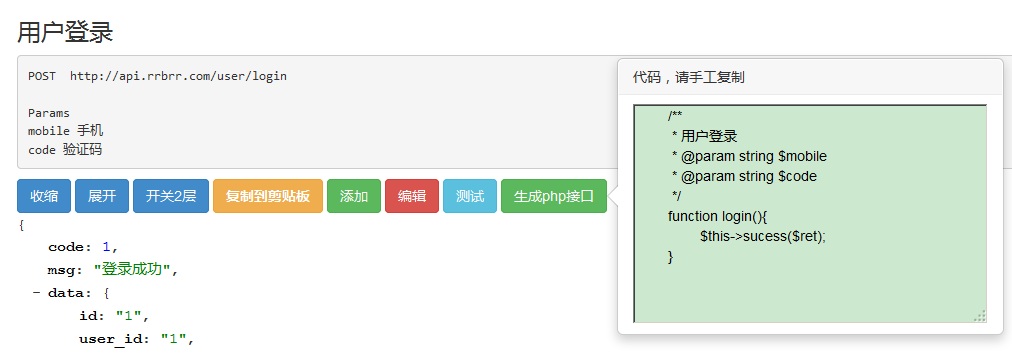 用户登录
POST http://api.rrbrr.com/user/login
Params
mobile 手机
code 验证码
收缩 展开 开关2层 复制到剪贴板 添加 编辑 测试 生成php接口
{
code: 1,
msg: "登录成功",
− data: {
id: "1",
user_id: "1",
代码，请手工复制
/**
* 用户登录
* @param string $mobile
* @param string $code
*/
function login(){
$this->sucess($ret);
}